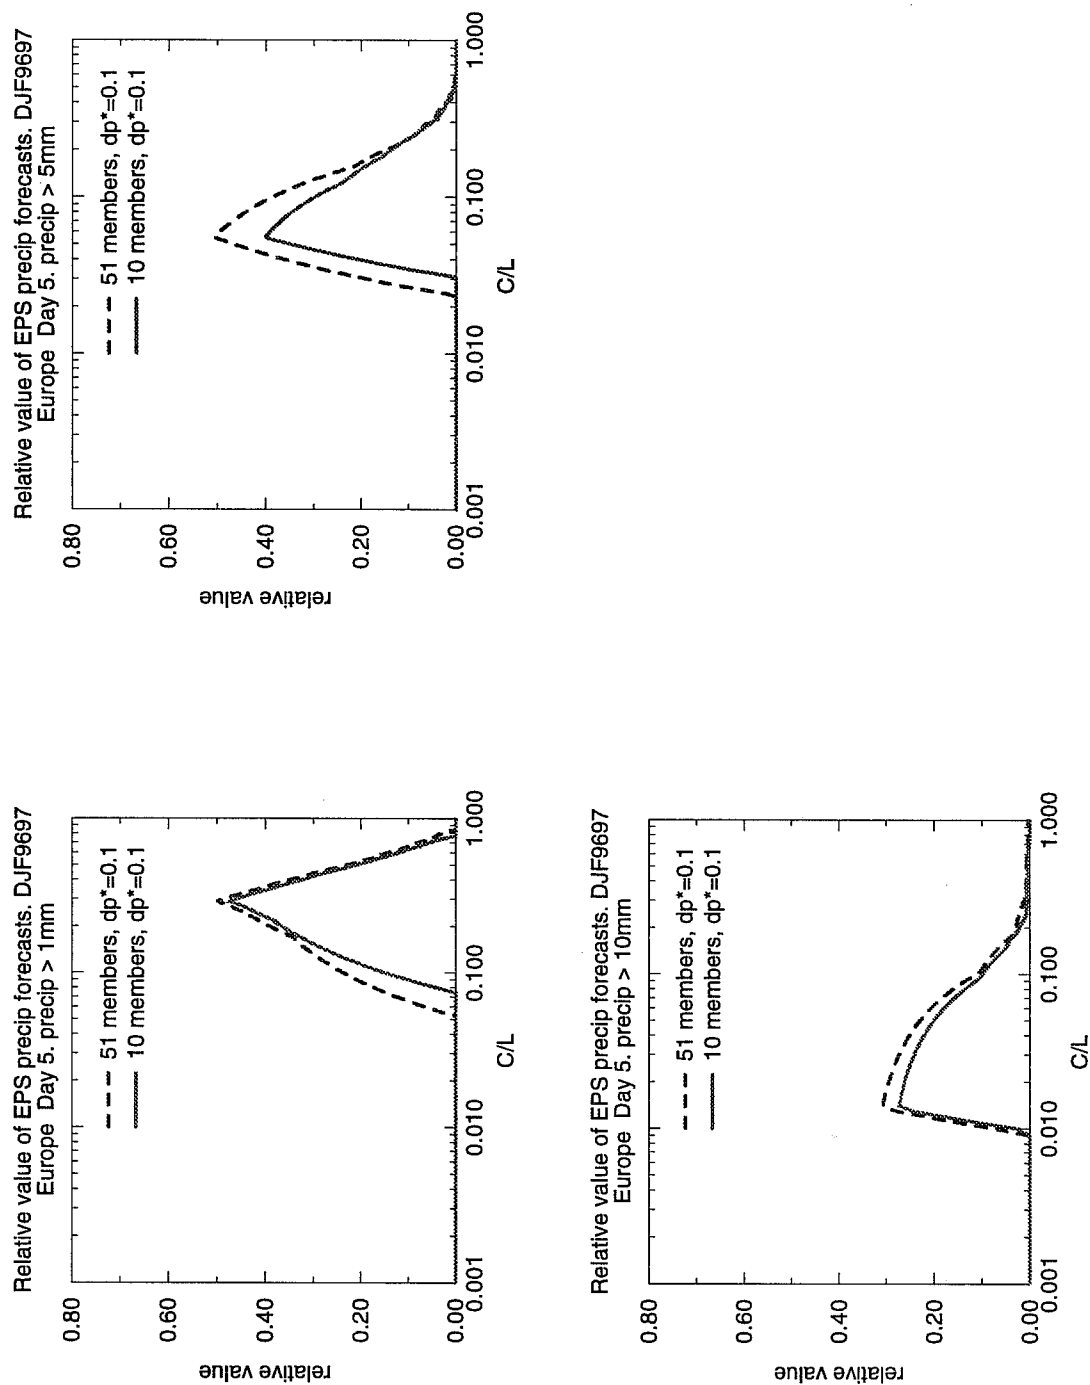 Relative value of EPS precip forecasts. DJF9697
Europe Day 5. precip > 1mm
51 members, dp*=0.1
10 members, dp*=0.1
0.80
0.60
0.40
0.20
0.00
relative value
0.001
0.010
0.100
1.000
C/L
Relative value of EPS precip forecasts. DJF9697
Europe Day 5. precip > 5mm
51 members, dp*=0.1
10 members, dp*=0.1
0.80
0.60
0.40
0.20
0.00
relative value
0.001
0.010
0.100
1.000
C/L
Relative value of EPS precip forecasts. DJF9697
Europe Day 5. precip > 10mm
51 members, dp*=0.1
10 members, dp*=0.1
0.80
0.60
0.40
0.20
0.00
relative value
0.001
0.010
0.100
1.000
C/L